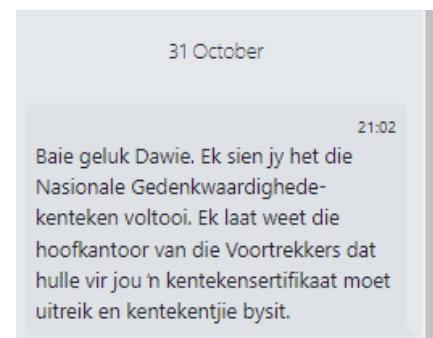 31 October
21:02
Baie geluk Dawie. Ek sien jy het die
Nasionale Gedenkwaardighede-
kenteken voltooi. Ek laat weet die
hoofkantoor van die Voortrekkers dat
hulle vir jou 'n kentekensertifikaat moet
uitreik en kentekentjie bysit.